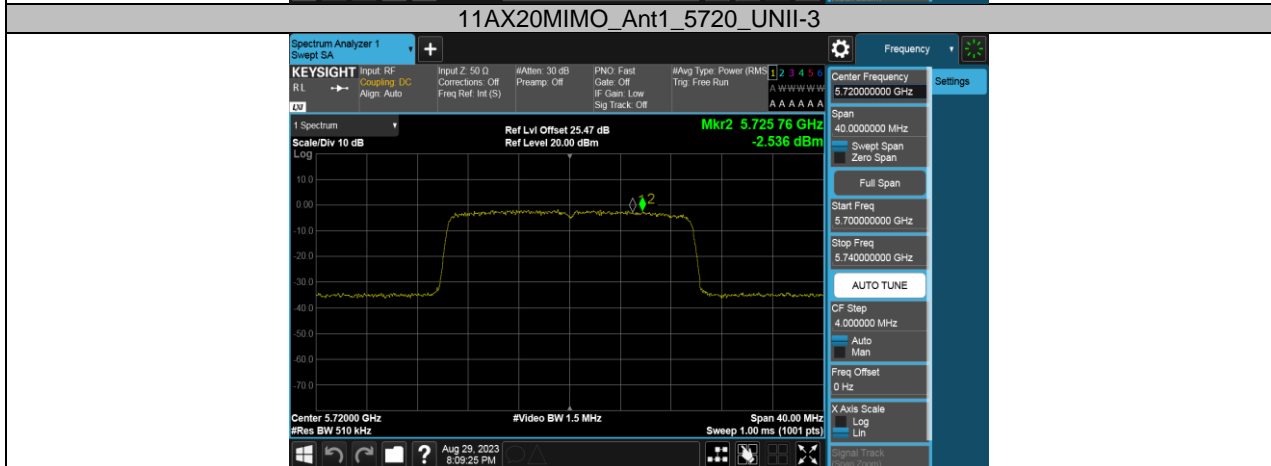 11AX20MIMO_Ant1_5720_UNII-3
Spectrum Analyzer 1
Swept SA
Frequency
KEYSIGHT
RL
LXI
Input: RF
Coupling: DC
Align: Auto
Input Z: 50 Ω
Corrections: Off
Freq Ref: Int (S)
#Atten: 30 dB
Preamp: Off
PNO: Fast
Gate: Off
IF Gain: Low
Sig Track: Off
#Avg Type: Power (RMS
Trig: Free Run
1 2 3 4 5 6
A W W W W W
A A A A A A
1 Spectrum
Scale/Div 10 dB
Log
Ref Lvl Offset 25.47 dB
Ref Level 20.00 dBm
Mkr2 5.725 76 GHz
-2.536 dBm
10.0
0.00
-10.0
-20.0
-30.0
-40.0
-50.0
-60.0
-70.0
2
Center 5.72000 GHz
#Video BW 1.5 MHz
Span 40.00 MHz
#Res BW 510 kHz
Sweep 1.00 ms (1001 pts)
?
Aug 29, 2023
8:09:25 PM
Center Frequency
5.720000000 GHz
Settings
Span
40.0000000 MHz
Swept Span
Zero Span
Full Span
Start Freq
5.700000000 GHz
Stop Freq
5.740000000 GHz
AUTO TUNE
CF Step
4.000000 MHz
Auto
Man
Freq Offset
0 Hz
X Axis Scale
Log
Lin
Signal Track
(Span Zoom)